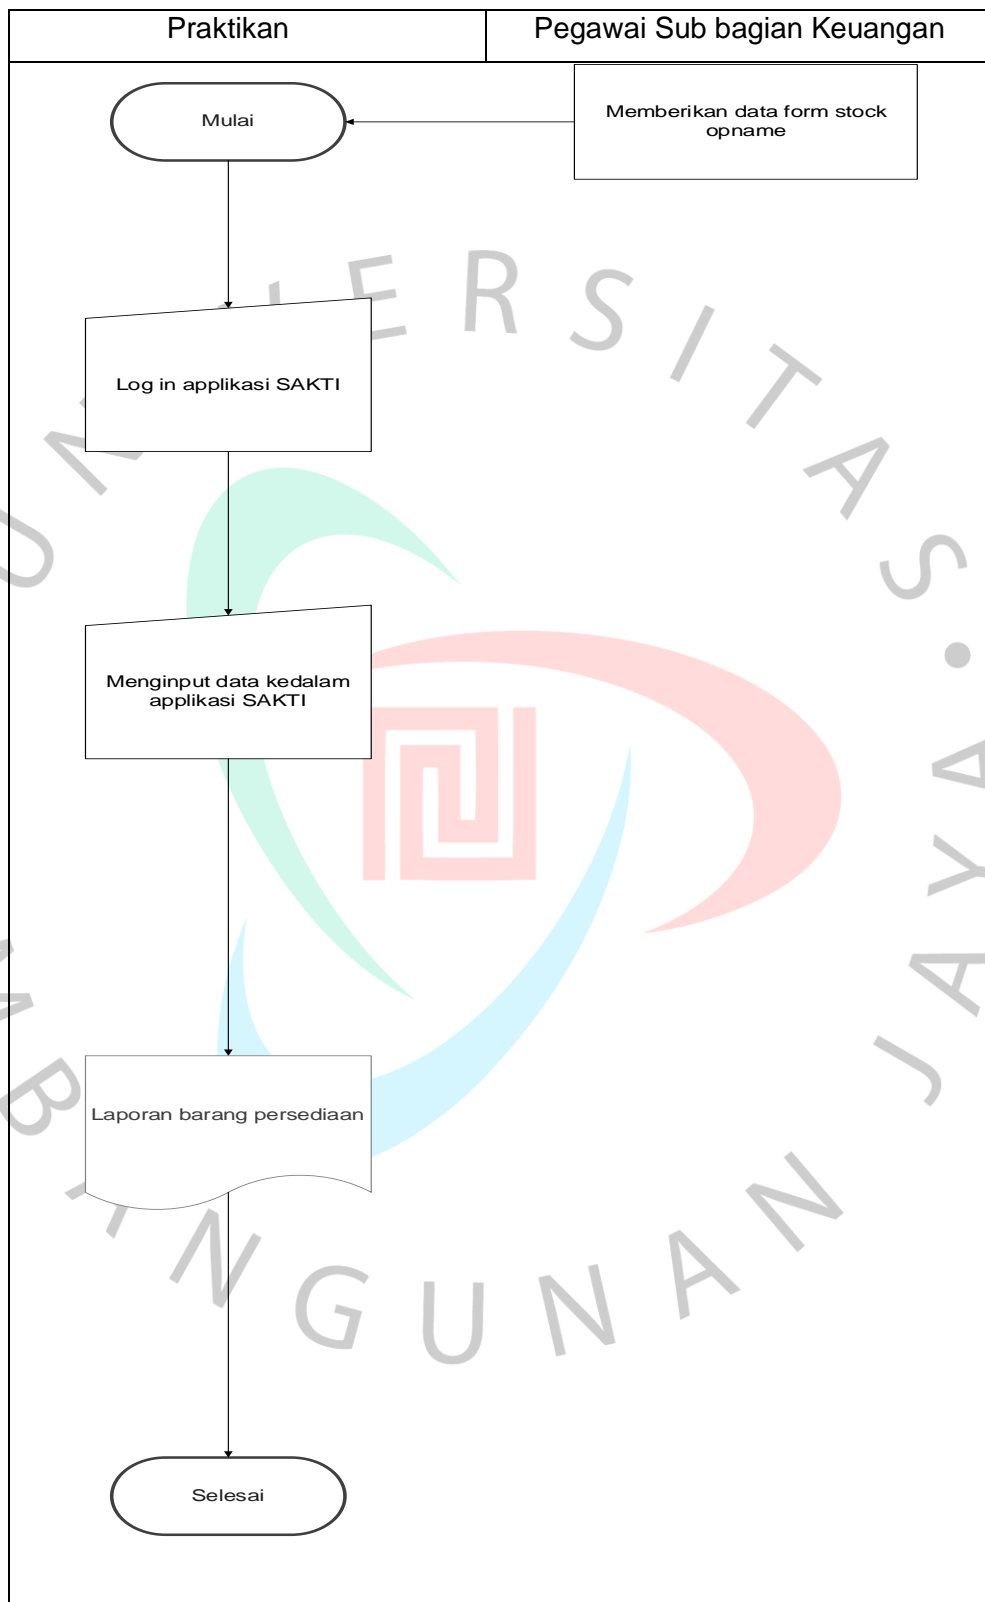 Praktikan
Pegawai Sub bagian Keuangan
Mulai
Memberikan data form stock
opname
Log in applikasi SAKTI
Menginput data kedalam
applikasi SAKTI
Laporan barang persediaan
Selesai
UNIVERSITAS
MBANGUNAN JAYA